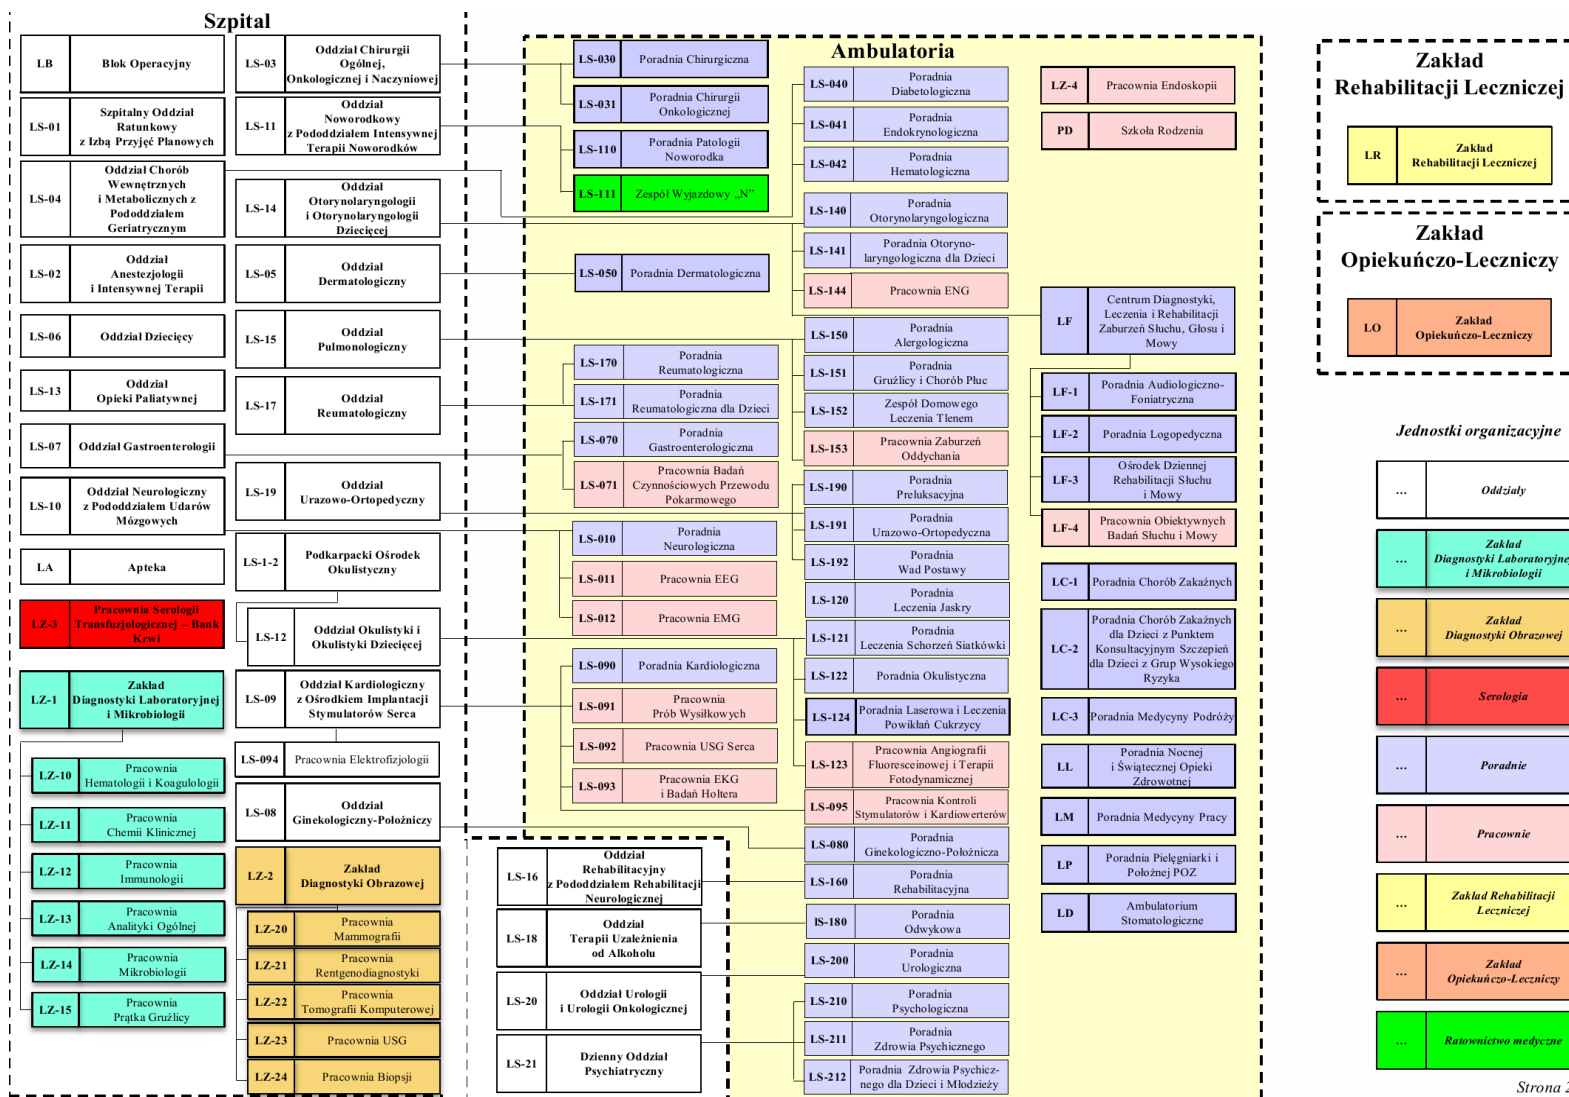 Szpital
LB
Blok Operacyjny
LS-01
Szpitalny Oddział
Ratunkowy
z Izbą Przyjęć Planowych
LS-04
Oddział Chorób
Wewnętrznych
i Metabolicznych z
Pododdziałem
Geriatrycznym
LS-02
Oddział
Anestezjologii
i Intensywnej Terapii
LS-06
Oddział Dziecięcy
LS-13
Oddział
Opieki Paliatywnej
LS-07
Oddział Gastroenterologii
LS-10
Oddział Neurologiczny
z Pododdziałem Udarów
Mózgowych
LA
Apteka
LZ-3
Pracownia Serologii
Transfuzjologicznej – Bank
Krwi
LZ-1
Zakład
Diagnostyki Laboratoryjnej
i Mikrobiologii
LZ-10
Pracownia
Hematologii i Koagulologii
LZ-11
Pracownia
Chemii Klinicznej
LZ-12
Pracownia
Immunologii
LZ-13
Pracownia
Analityki Ogólnej
LZ-14
Pracownia
Mikrobiologii
LZ-15
Pracownia
Prątka Gruźlicy
LS-03
Oddział Chirurgii
Ogólnej,
Onkologicznej i Naczyniowej
LS-11
Oddział
Noworodkowy
z Pododdziałem Intensywnej
Terapii Noworodków
LS-14
Oddział
Otorynolaryngologii
i Otorynolaryngologii
Dziecięcej
LS-05
Oddział
Dermatologiczny
LS-15
Oddział
Pulmonologiczny
LS-17
Oddział
Reumatologiczny
LS-19
Oddział
Urazowo-Ortopedyczny
LS-1-2
Podkarpacki Ośrodek
Okulistyczny
LS-12
Oddział Okulistyki i
Okulistyki Dziecięcej
LS-09
Oddział Kardiologiczny
z Ośrodkiem Implantacji
Stymulatorów Serca
LS-094
Pracownia Elektrofizjologii
LS-08
Oddział
Ginekologiczny-Położniczy
LZ-2
Zakład
Diagnostyki Obrazowej
LZ-20
Pracownia
Mammografii
LZ-21
Pracownia
Rentgenodiagnostyki
LZ-22
Pracownia
Tomografii Komputerowej
LZ-23
Pracownia USG
LZ-24
Pracownia Biopsji
LS-16
Oddział
Rehabilitacyjny
z Pododdziałem Rehabilitacji
Neurologicznej
LS-18
Oddział
Terapii Uzależnienia
od Alkoholu
LS-20
Oddział Urologii
i Urologii Onkologicznej
LS-21
Dzienny Oddział
Psychiatryczny
Ambulatoria
LS-030
Poradnia Chirurgiczna
LS-031
Poradnia Chirurgii
Onkologicznej
LS-110
Poradnia Patologii
Noworodka
LS-111
Zespół Wyjazdowy „N”
LS-050
Poradnia Dermatologiczna
LS-170
Poradnia
Reumatologiczna
LS-171
Poradnia
Reumatologiczna dla Dzieci
LS-070
Poradnia
Gastroenterologiczna
LS-071
Pracownia Badań
Czynnościowych Przewodu
Pokarmowego
LS-010
Poradnia
Neurologiczna
LS-011
Pracownia EEG
LS-012
Pracownia EMG
LS-090
Poradnia Kardiologiczna
LS-091
Pracownia
Prób Wysiłkowych
LS-092
Pracownia USG Serca
LS-093
Pracownia EKG
i Badań Holtera
LS-040
Poradnia
Diabetologiczna
LS-041
Poradnia
Endokrynologiczna
LS-042
Poradnia
Hematologiczna
LS-140
Poradnia
Otorynolaryngologiczna
LS-141
Poradnia Otoryno-
laryngologiczna dla Dzieci
LS-144
Pracownia ENG
LS-150
Poradnia
Alergologiczna
LS-151
Poradnia
Gruźlicy i Chorób Płuc
LS-152
Zespół Domowego
Leczenia Tlenem
LS-153
Pracownia Zaburzeń
Oddychania
LS-190
Poradnia
Preluksacyjna
LS-191
Poradnia
Urazowo-Ortopedyczna
LS-192
Poradnia
Wad Postawy
LS-120
Poradnia
Leczenia Jaskry
LS-121
Poradnia
Leczenia Schorzeń Siatkówki
LS-122
Poradnia Okulistyczna
LS-124
Poradnia Laserowa i Leczenia
Powikłań Cukrzycy
LS-123
Pracownia Angiografii
Fluoresceinowej i Terapii
Fotodynamicznej
LS-095
Pracownia Kontroli
Stymulatorów i Kardiowerterów
LS-080
Poradnia
Ginekologiczno-Położnicza
LS-160
Poradnia
Rehabilitacyjna
lS-180
Poradnia
Odwykowa
LS-200
Poradnia
Urologiczna
LS-210
Poradnia
Psychologiczna
LS-211
Poradnia
Zdrowia Psychicznego
LS-212
Poradnia Zdrowia Psychicz-
nego dla Dzieci i Młodzieży
LZ-4
Pracownia Endoskopii
PD
Szkoła Rodzenia
LF
Centrum Diagnostyki,
Leczenia i Rehabilitacji
Zaburzeń Słuchu, Głosu i
Mowy
LF-1
Poradnia Audiologiczno-
Foniatryczna
LF-2
Poradnia Logopedyczna
LF-3
Ośrodek Dziennej
Rehabilitacji Słuchu
i Mowy
LF-4
Pracownia Obiektywnych
Badań Słuchu i Mowy
LC-1
Poradnia Chorób Zakaźnych
LC-2
Poradnia Chorób Zakaźnych
dla Dzieci z Punktem
Konsultacyjnym Szczepień
dla Dzieci z Grup Wysokiego
Ryzyka
LC-3
Poradnia Medycyny Podróży
LL
Poradnia Nocnej
i Świątecznej Opieki
Zdrowotnej
LM
Poradnia Medycyny Pracy
LP
Poradnia Pielęgniarki i
Położnej POZ
LD
Ambulatorium
Stomatologiczne
Zakład
Rehabilitacji Leczniczej
LR
Zakład
Rehabilitacji Leczniczej
Zakład
Opiekuńczo-Leczniczy
LO
Zakład
Opiekuńczo-Leczniczy
Jednostki organizacyjne
...
Oddziały
...
Zakład
Diagnostyki Laboratoryjne
i Mikrobiologii
...
Zakład
Diagnostyki Obrazowej
...
Serologia
...
Poradnie
...
Pracownie
...
Zakład Rehabilitacji
Leczniczej
...
Zakład
Opiekuńczo-Leczniczy
...
Ratownictwo medyczne
Strona 2